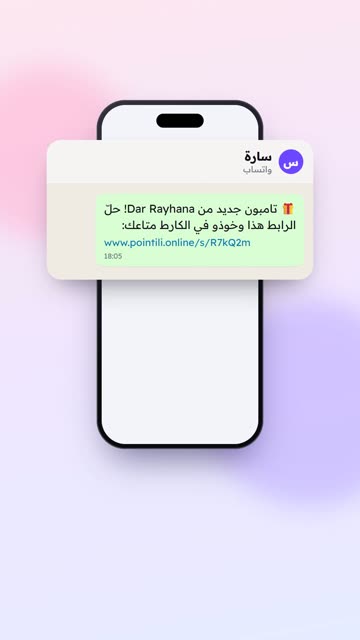 سارة
واتساب
س
🎁 تامبون جديد من Dar Rayhana! حلّ
الرابط هذا وخوذو في الكارط متاعك:
www.pointili.online/s/R7kQ2m
18:05